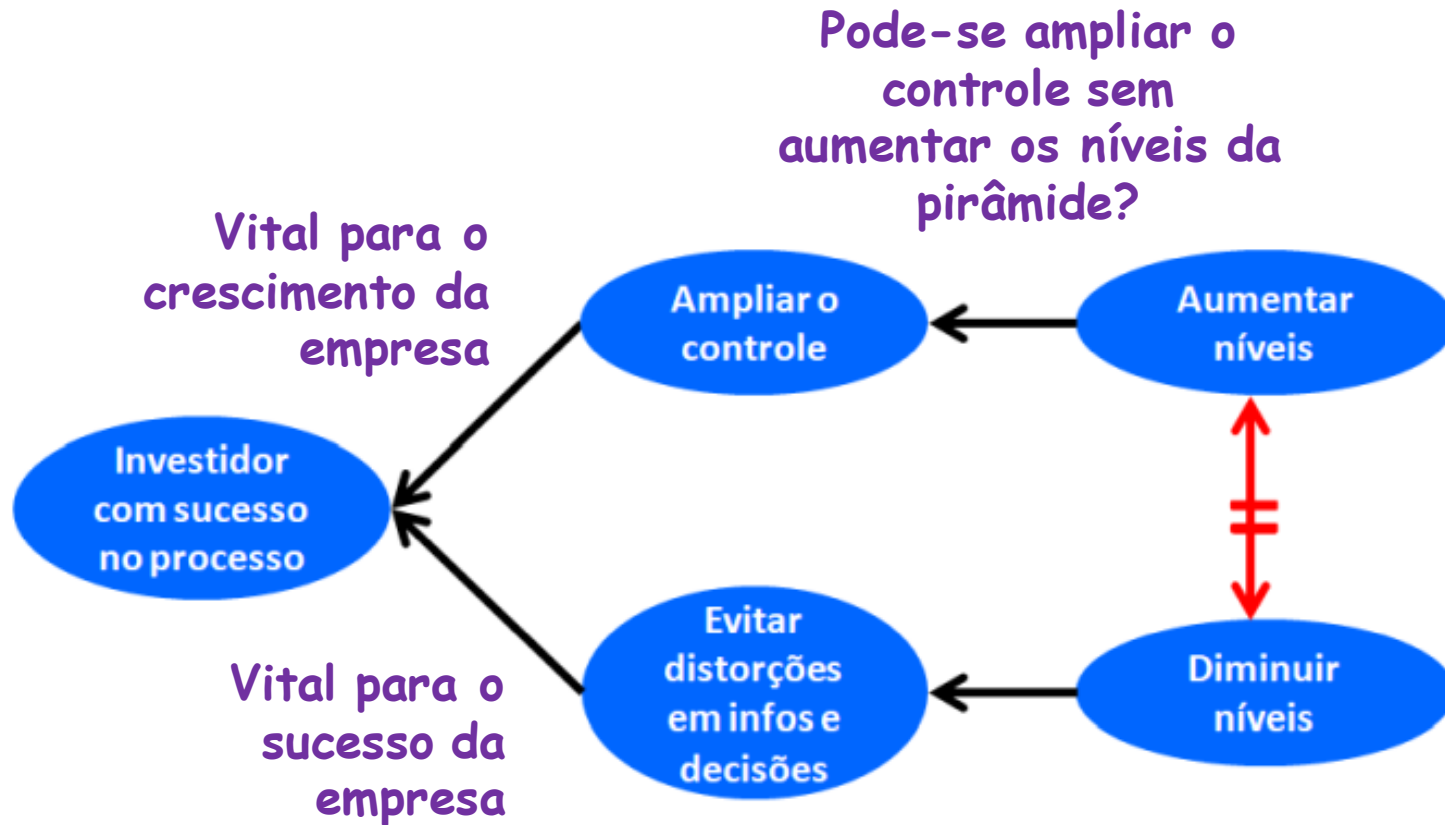 Pode-se ampliar o
controle sem
aumentar os níveis da
pirâmide?
Vital para o
crescimento da
empresa
Ampliar o
controle
Aumentar
níveis
Investidor
com sucesso
no processo
Evitar
distorções
em infos e
decisões
Diminuir
níveis
Vital para o
sucesso da
empresa